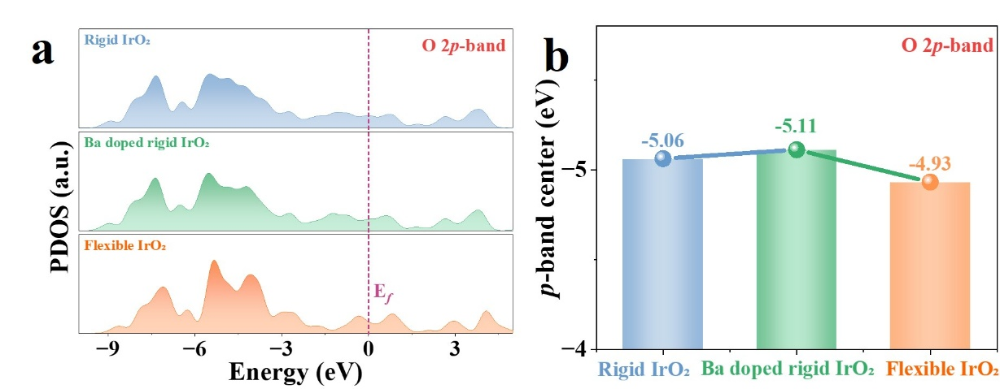 a
Rigid IrO₂
O 2p-band
Ba doped rigid IrO₂
Flexible IrO₂
E_f
PDOS (a.u.)
−9 −6 −3 0 3
Energy (eV)
b
O 2p-band
p-band center (eV)
−5
−4
-5.06
-5.11
-4.93
Rigid IrO₂ Ba doped rigid IrO₂ Flexible IrO₂